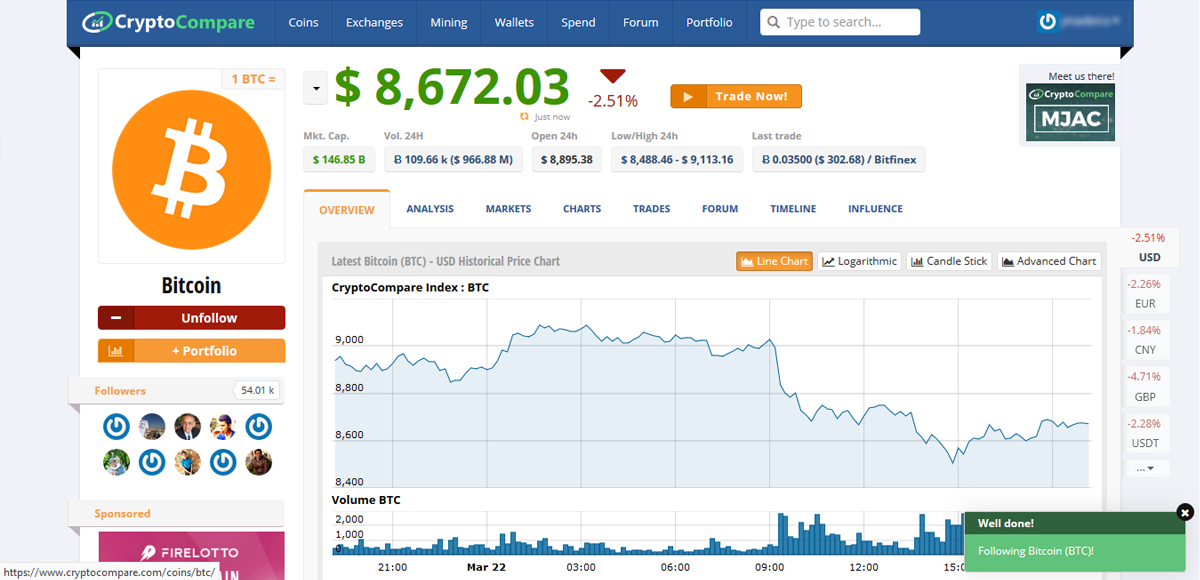 CryptoCompare
Coins
Exchanges
Mining
Wallets
Spend
Forum
Portfolio
Type to search...
1 BTC =
$ 8,672.03
-2.51%
Just now
Trade Now!
Meet us there!
CryptoCompare
MJAC
Mkt. Cap.
Vol. 24H
Open 24h
Low/High 24h
Last trade
$ 146.85 B
Ƀ 109.66 k ($ 966.88 M)
$ 8,895.38
$ 8,488.46 - $ 9,113.16
Ƀ 0.03500 ($ 302.68) / Bitfinex
OVERVIEW
ANALYSIS
MARKETS
CHARTS
TRADES
FORUM
TIMELINE
INFLUENCE
Bitcoin
Unfollow
+ Portfolio
Followers
54.01 k
Sponsored
FIRELOTTO
https://www.cryptocompare.com/coins/btc/
IN
Latest Bitcoin (BTC) - USD Historical Price Chart
Line Chart
Logarithmic
Candle Stick
Advanced Chart
CryptoCompare Index : BTC
9,000
8,800
8,600
8,400
Volume BTC
2,000
1,000
0
21:00
Mar 22
03:00
06:00
09:00
12:00
-2.51%
USD
-2.26%
EUR
-1.84%
CNY
-4.71%
GBP
-2.28%
USDT
...
Well done!
Following Bitcoin (BTC)!